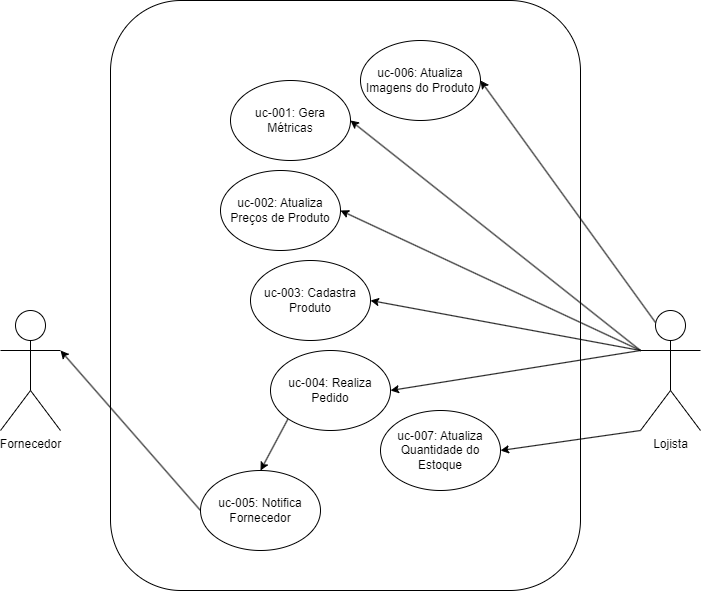 uc-006: Atualiza
Imagens do Produto
uc-001: Gera
Métricas
uc-002: Atualiza
Preços de Produto
uc-003: Cadastra
Produto
uc-004: Realiza
Pedido
Fornecedor
uc-007: Atualiza
Quantidade do
Estoque
Lojista
uc-005: Notifica
Fornecedor